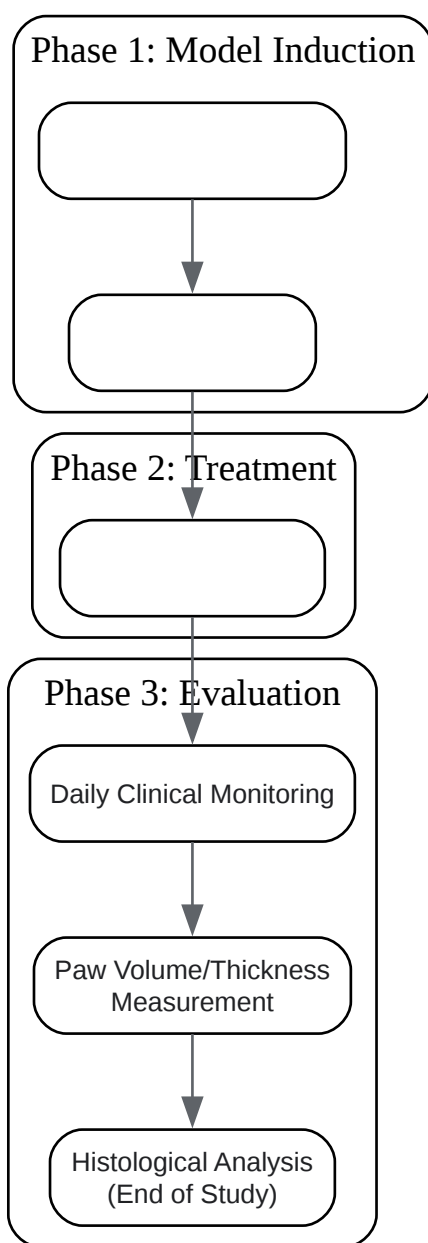 Phase 1: Model Induction
Phase 2: Treatment
Phase 3: Evaluation
Daily Clinical Monitoring
Paw Volume/Thickness
Measurement
Histological Analysis
(End of Study)